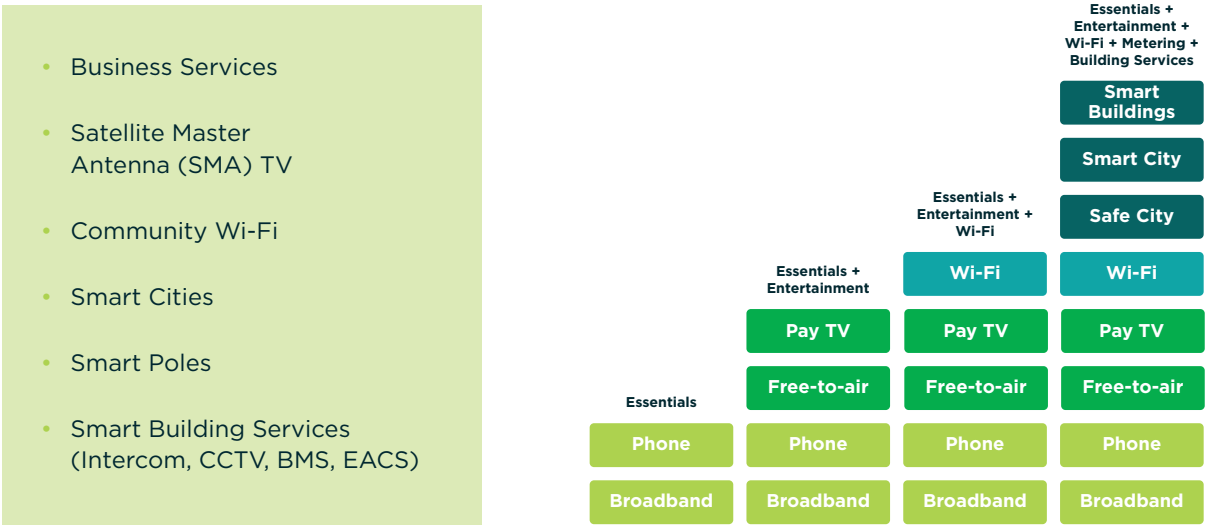 • Business Services
• Satellite Master
Antenna (SMA) TV
• Community Wi-Fi
• Smart Cities
• Smart Poles
• Smart Building Services
(Intercom, CCTV, BMS, EACS)
Essentials
Phone
Broadband
Essentials +
Entertainment
Pay TV
Free-to-air
Phone
Broadband
Essentials +
Entertainment +
Wi-Fi
Wi-Fi
Pay TV
Free-to-air
Phone
Broadband
Essentials +
Entertainment +
Wi-Fi + Metering +
Building Services
Smart
Buildings
Smart City
Safe City
Wi-Fi
Pay TV
Free-to-air
Phone
Broadband